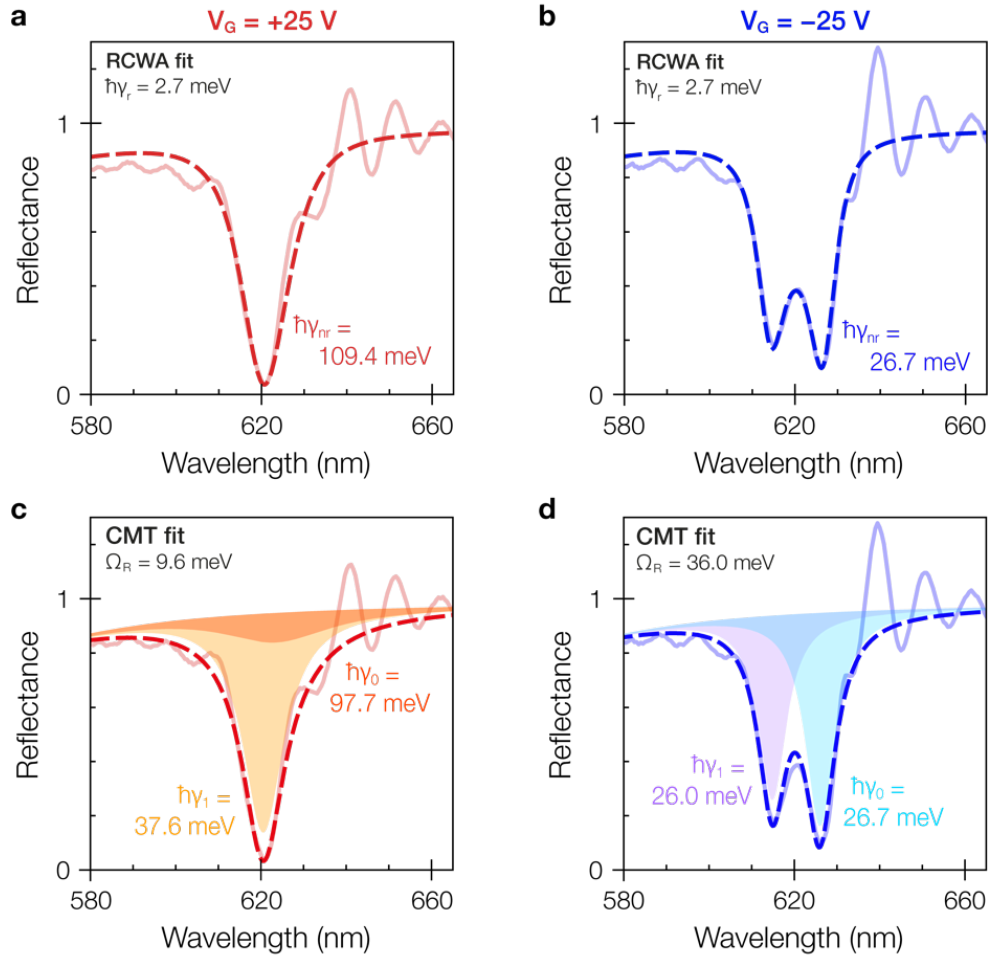 a
V_G = +25 V
RCWA fit
ħγ_r = 2.7 meV
1
0
Reflectance
ħγ_nr =
109.4 meV
580
620
660
Wavelength (nm)
b
V_G = −25 V
RCWA fit
ħγ_r = 2.7 meV
1
0
Reflectance
ħγ_nr =
26.7 meV
580
620
660
Wavelength (nm)
c
CMT fit
Ω_R = 9.6 meV
1
0
Reflectance
ħγ_0 =
97.7 meV
ħγ_1 =
37.6 meV
580
620
660
Wavelength (nm)
d
CMT fit
Ω_R = 36.0 meV
1
0
Reflectance
ħγ_1 =
26.0 meV
ħγ_0 =
26.7 meV
580
620
660
Wavelength (nm)